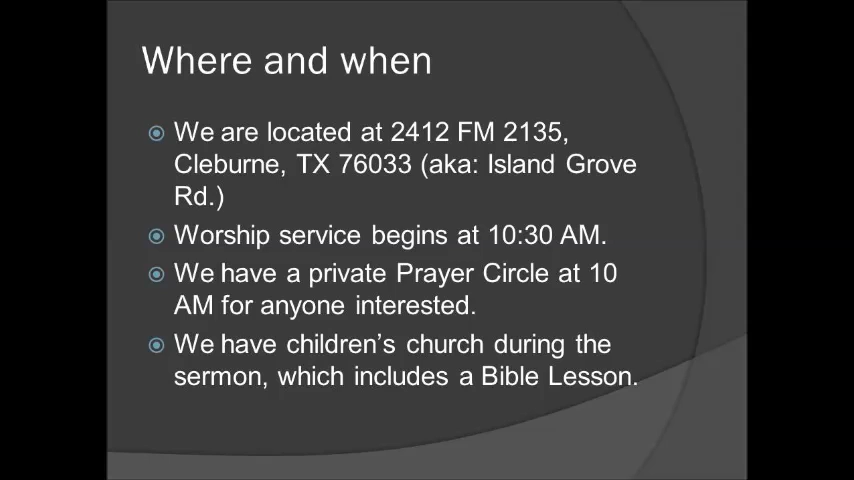 Where and when
We are located at 2412 FM 2135,
Cleburne, TX 76033 (aka: Island Grove
Rd.)
Worship service begins at 10:30 AM.
We have a private Prayer Circle at 10
AM for anyone interested.
We have children’s church during the
sermon, which includes a Bible Lesson.